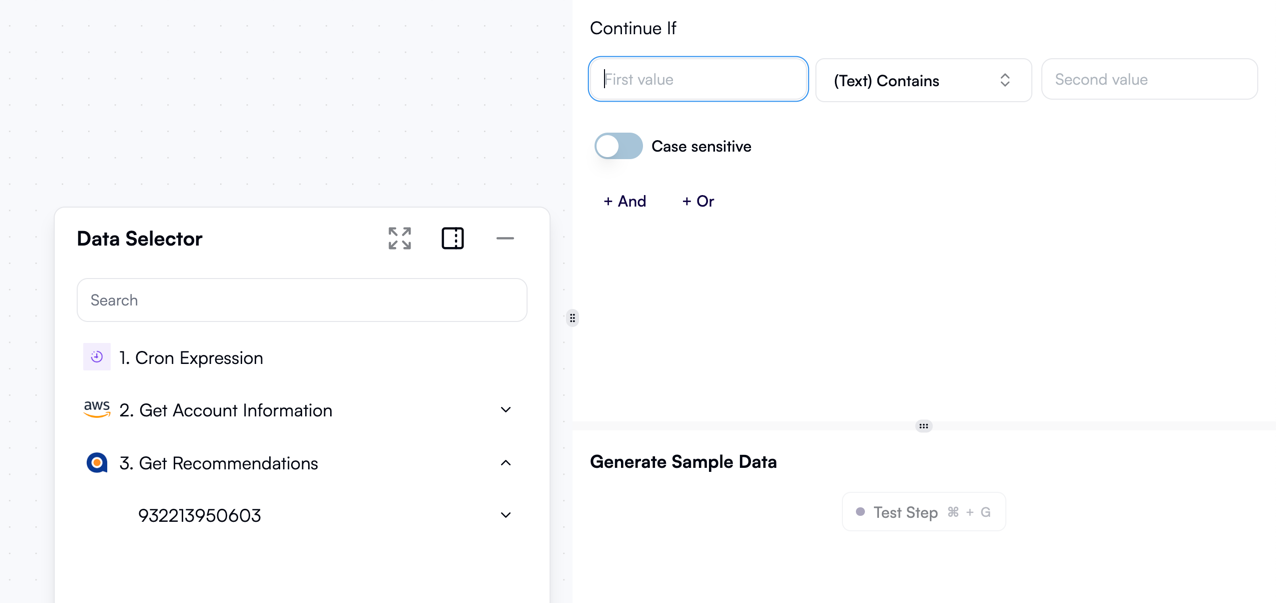 Continue If
First value
(Text) Contains
Second value
Case sensitive
+ And
+ Or
Data Selector
Search
1. Cron Expression
aws
2. Get Account Information
3. Get Recommendations
932213950603
Generate Sample Data
Test Step ⌘ + G